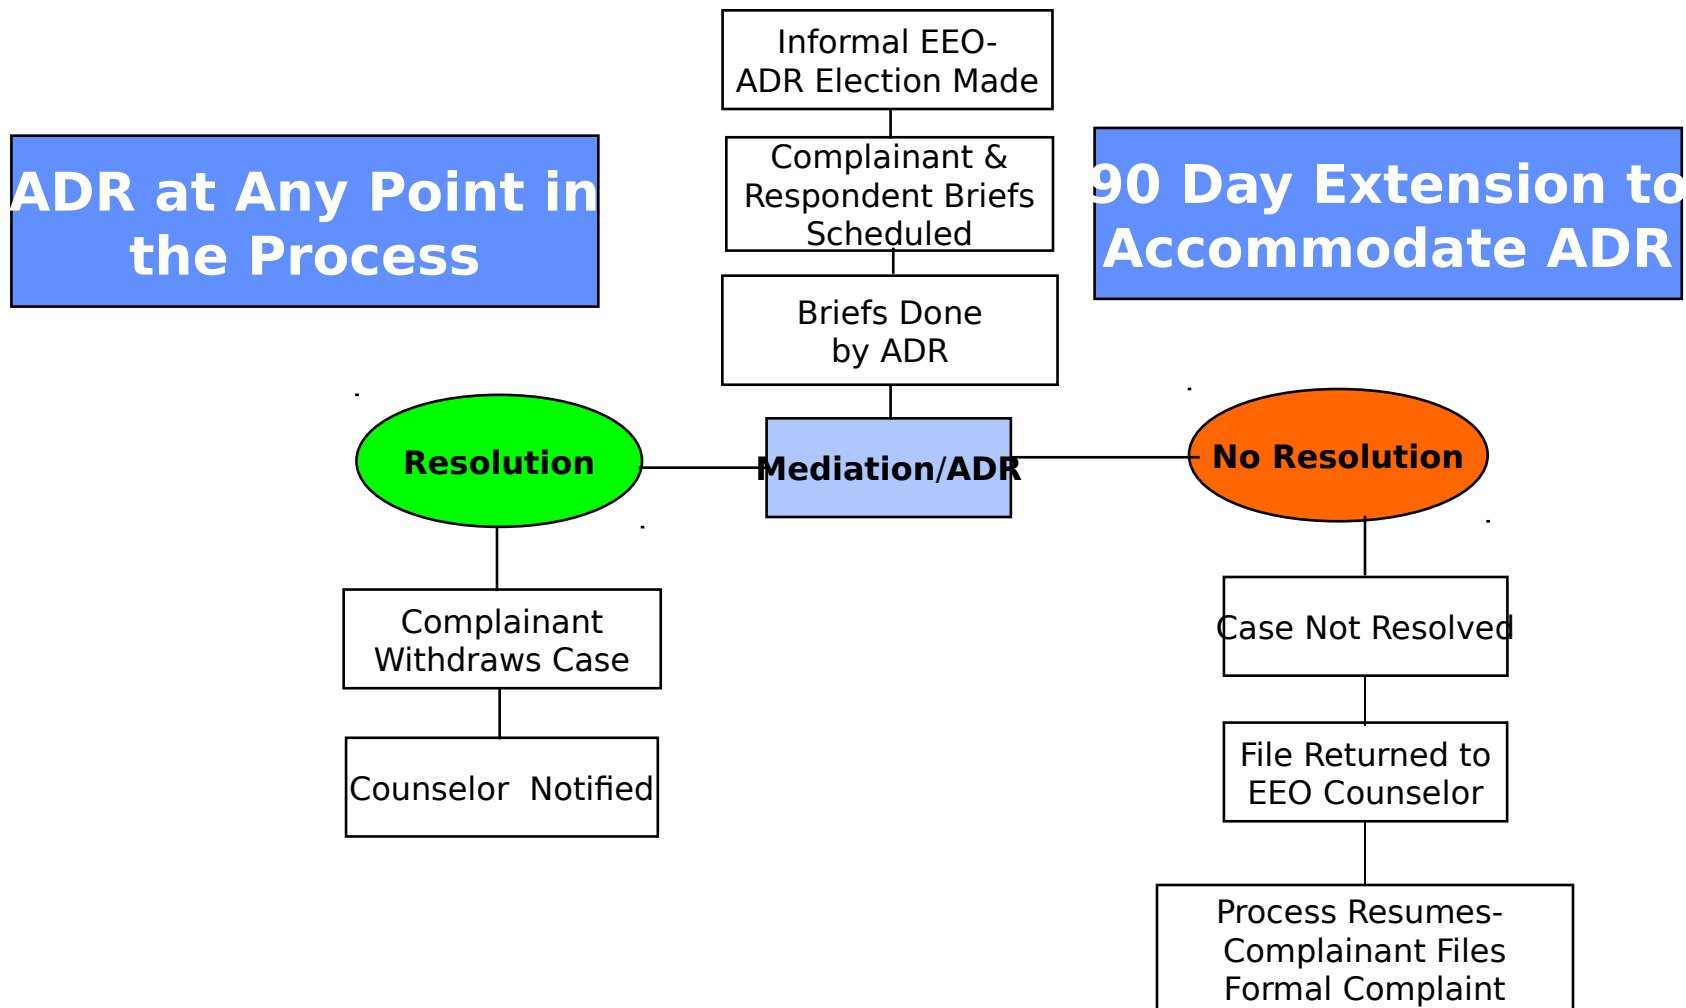 Informal EEO-
ADR Election Made
ADR at Any Point in
the Process
Complainant &
Respondent Briefs
Scheduled
90 Day Extension to
Accommodate ADR
Briefs Done
by ADR
Resolution
Mediation/ADR
No Resolution
Complainant
Withdraws Case
Counselor  Notified
Case Not Resolved
File Returned to
EEO Counselor
Process Resumes-
Complainant Files
Formal Complaint